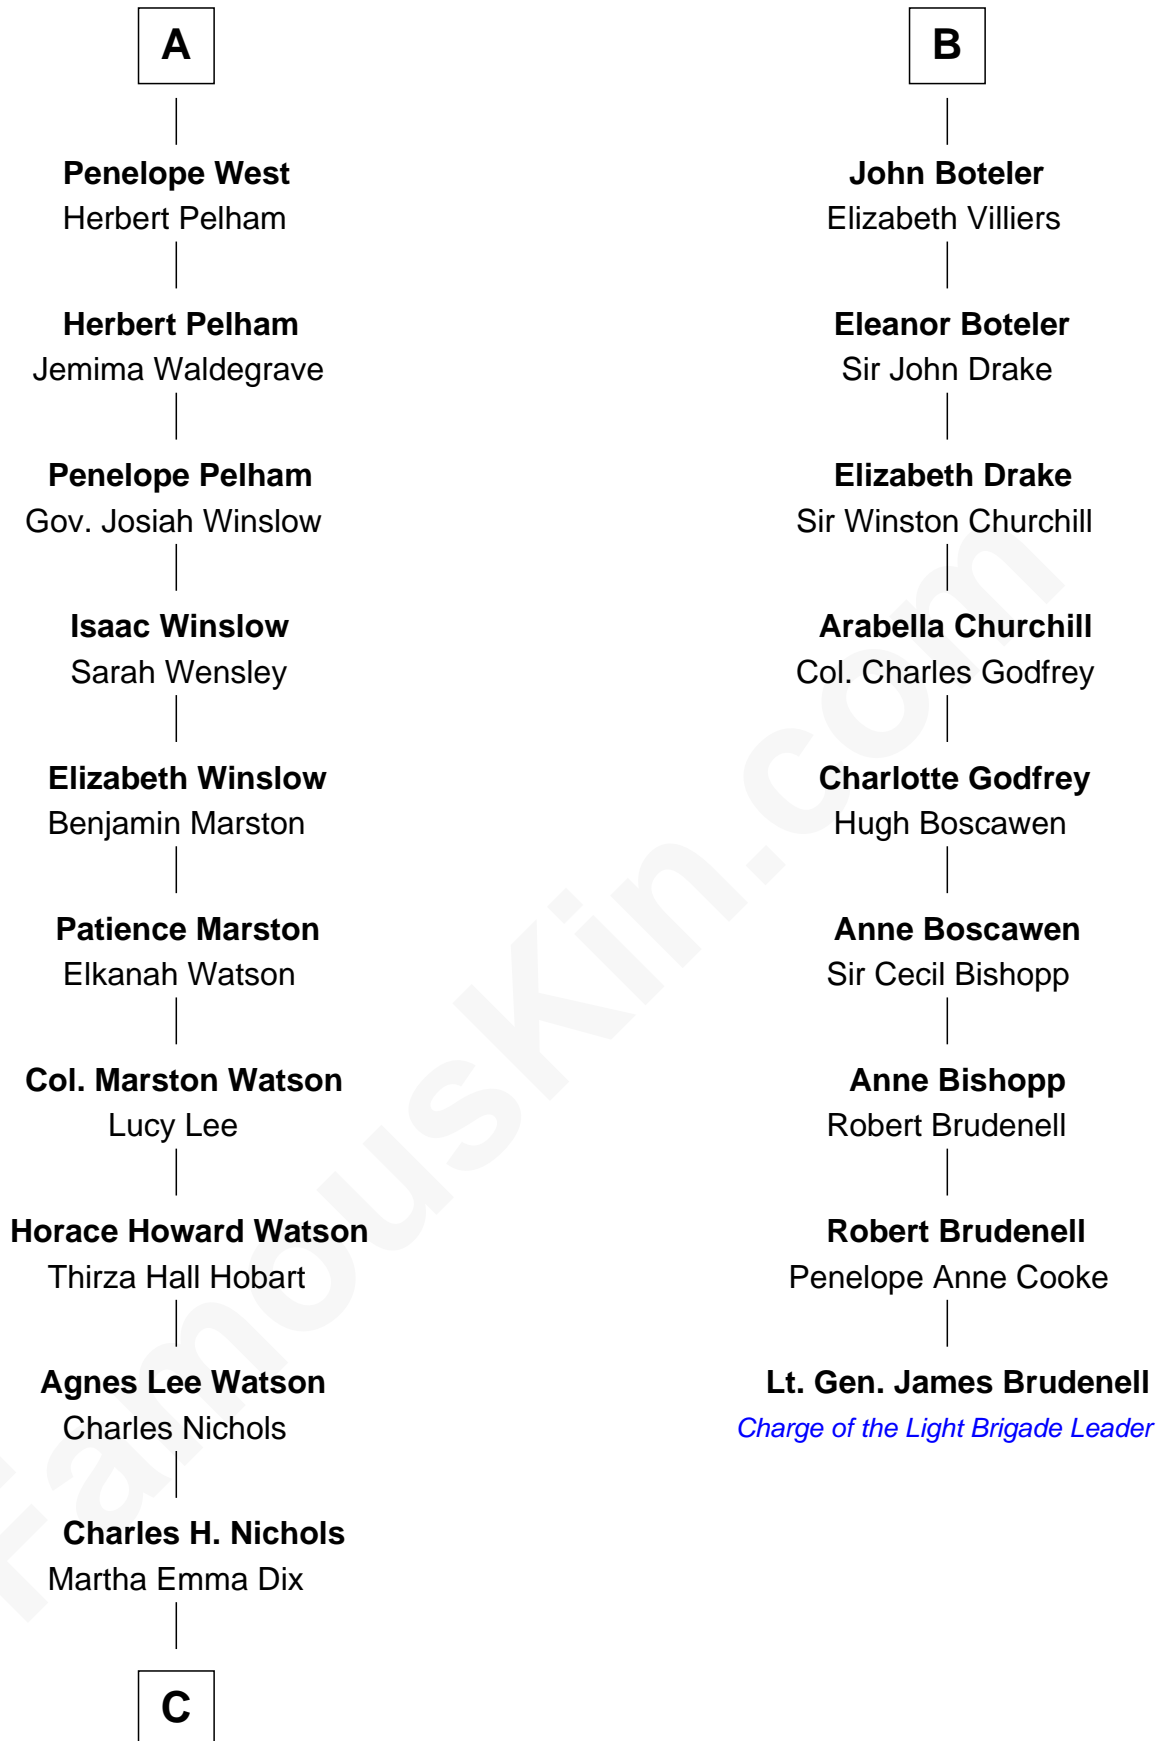 A
Penelope West
Herbert Pelham
Herbert Pelham
Jemima Waldegrave
Penelope Pelham
Gov. Josiah Winslow
Isaac Winslow
Sarah Wensley
Elizabeth Winslow
Benjamin Marston
Patience Marston
Elkanah Watson
Col. Marston Watson
Lucy Lee
Horace Howard Watson
Thirza Hall Hobart
Agnes Lee Watson
Charles Nichols
Charles H. Nichols
Martha Emma Dix
C
B
John Boteler
Elizabeth Villiers
Eleanor Boteler
Sir John Drake
Elizabeth Drake
Sir Winston Churchill
Arabella Churchill
Col. Charles Godfrey
Charlotte Godfrey
Hugh Boscawen
Anne Boscawen
Sir Cecil Bishopp
Anne Bishopp
Robert Brudenell
Robert Brudenell
Penelope Anne Cooke
Lt. Gen. James Brudenell
Charge of the Light Brigade Leader
FamousKin.com